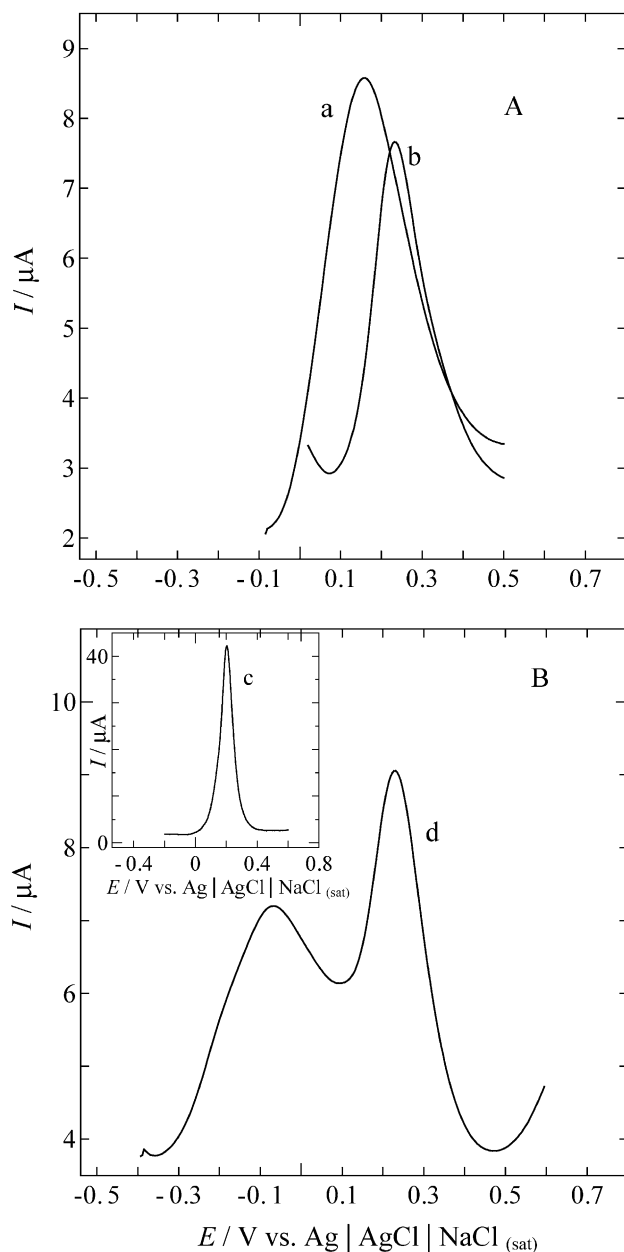 9
a
A
8
b
7
I / µA
6
5
4
3
2
-0.5 -0.3 -0.1 0.1 0.3 0.5 0.7
B
40
c
10
I / µA
0
- 0.4 0 0.4 0.8
E / V vs. Ag | AgCl | NaCl (sat)
d
8
I / µA
6
4
-0.5 -0.3 -0.1 0.1 0.3 0.5 0.7
E / V vs. Ag | AgCl | NaCl (sat)